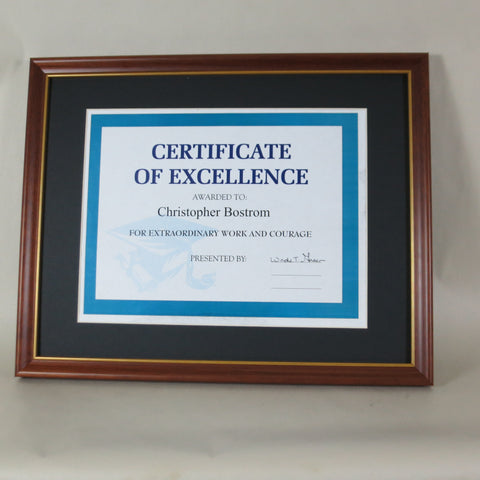 CERTIFICATE
OF EXCELLENCE
AWARDED TO:
Christopher Bostrom
FOR EXTRAORDINARY WORK AND COURAGE
PRESENTED BY: